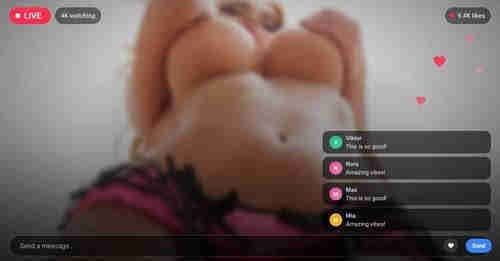 LIVE
4K watching
5.4K likes
Viktor
This is so good!
Nora
Amazing vibes!
Max
This is so good!
Mia
Amazing vibes!
Send a message...
Send